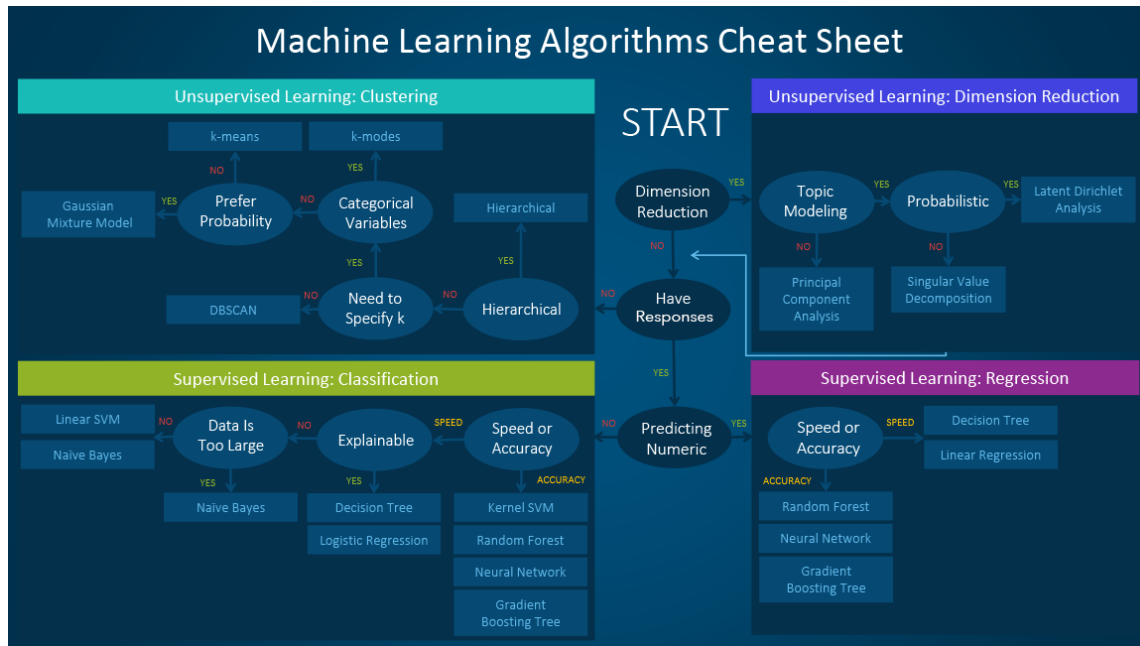 Machine Learning Algorithms Cheat Sheet
Unsupervised Learning: Clustering
k-means
k-modes
NO
YES
Gaussian
Mixture Model
YES
Prefer
Probability
NO
Categorical
Variables
Hierarchical
YES
YES
DBSCAN
NO
Need to
Specify k
NO
Hierarchical
START
Dimension
Reduction
YES
NO
NO
Have
Responses
YES
NO
Predicting
Numeric
YES
Unsupervised Learning: Dimension Reduction
Topic
Modeling
YES
Probabilistic
YES
Latent Dirichlet
Analysis
NO
NO
Principal
Component
Analysis
Singular Value
Decomposition
Supervised Learning: Classification
Linear SVM
Naïve Bayes
NO
Data Is
Too Large
NO
Explainable
SPEED
Speed or
Accuracy
YES
YES
ACCURACY
Naïve Bayes
Decision Tree
Logistic Regression
Kernel SVM
Random Forest
Neural Network
Gradient
Boosting Tree
Supervised Learning: Regression
Speed or
Accuracy
SPEED
Decision Tree
Linear Regression
ACCURACY
Random Forest
Neural Network
Gradient
Boosting Tree